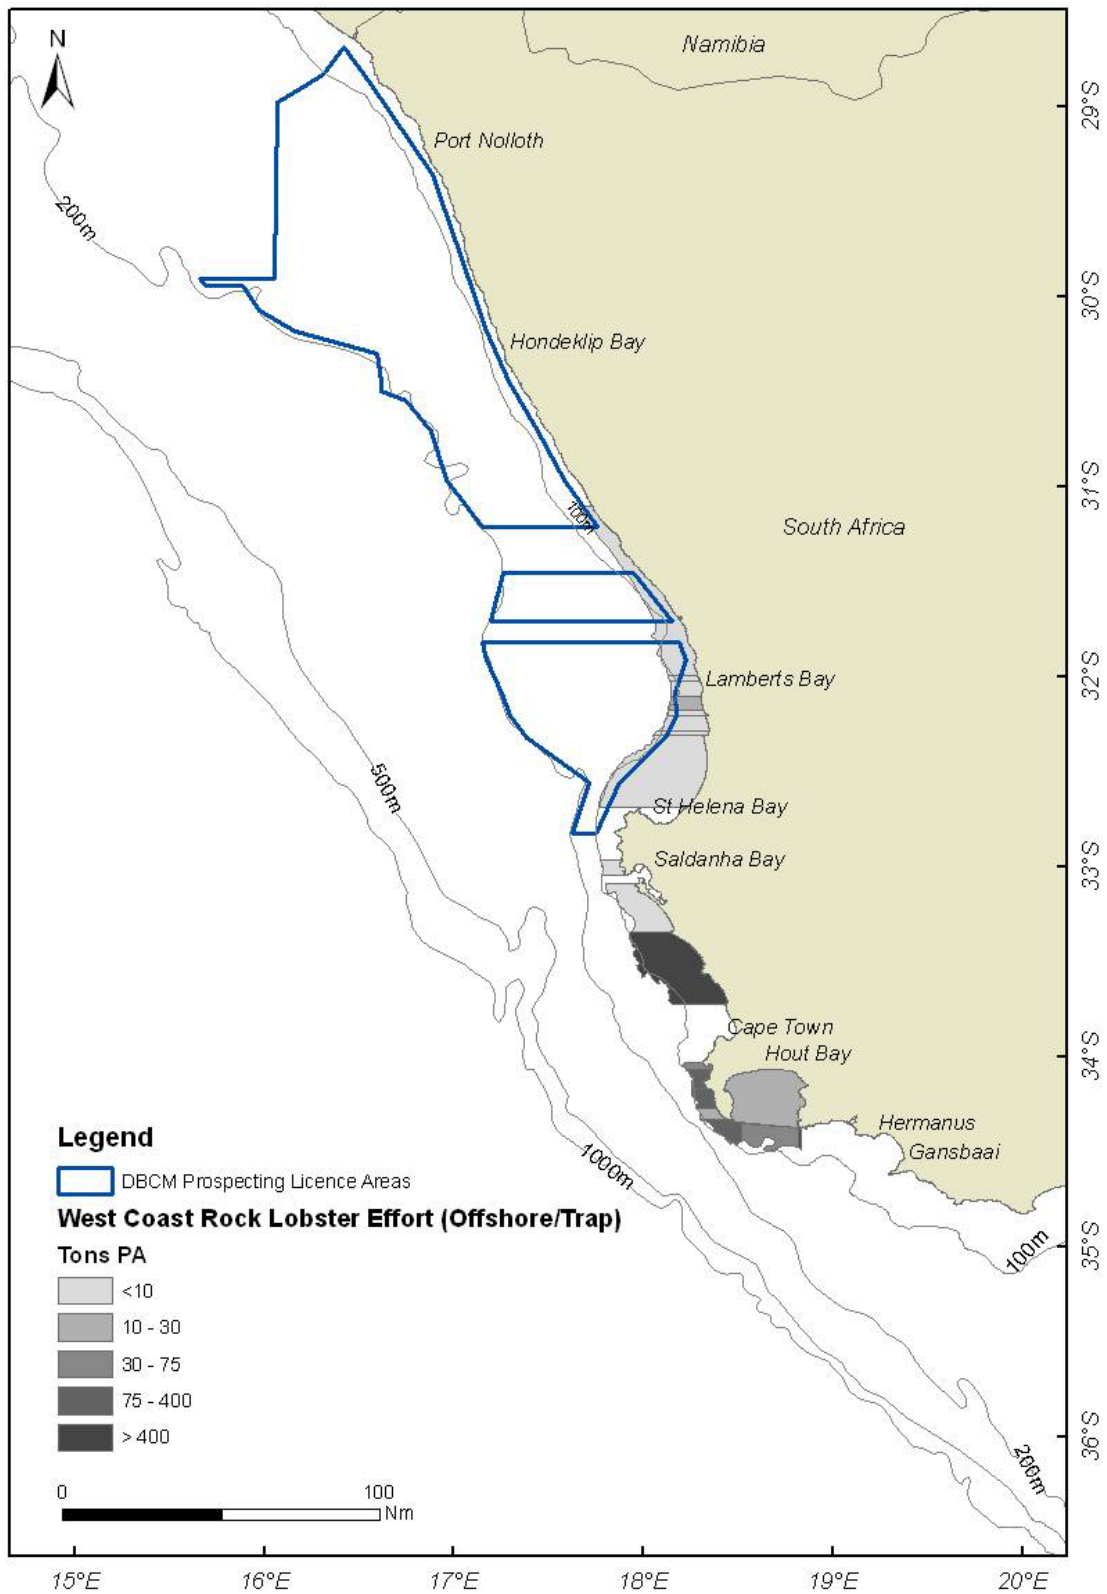 N
Namibia
29°S
Port Nolloth
200m
30°S
Hondeklip Bay
31°S
100m
South Africa
32°S
Lamberts Bay
500m
St Helena Bay
Saldanha Bay
33°S
Cape Town
Hout Bay
34°S
Hermanus
Gansbaai
1000m
100m
35°S
Legend
DBCM Prospecting Licence Areas
West Coast Rock Lobster Effort (Offshore/Trap)
Tons PA
<10
10 - 30
30 - 75
75 - 400
> 400
36°S
200m
0 100
Nm
15°E 16°E 17°E 18°E 19°E 20°E